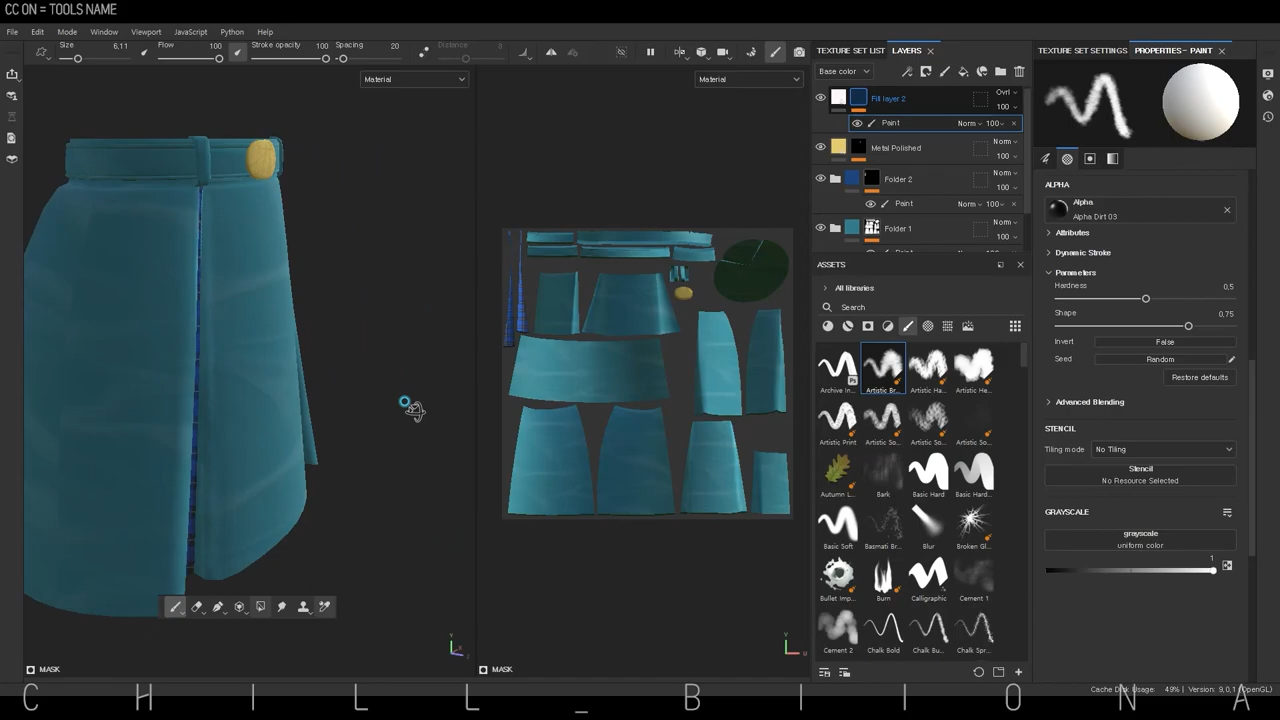 CC ON = TOOLS NAME
File Edit Mode Window Viewport JavaScript Python Help
Size 6,11 Flow 100 Stroke opacity 100 Spacing 20 Distance 8
Material
Material
MASK
MASK
TEXTURE SET LIST LAYERS ×
Base color
Fill layer 2 Ovrl 100
Paint Norm 100 ×
Metal Polished Norm 100
Folder 2 Norm 100
Paint Norm 100 ×
Folder 1 Norm 100
ASSETS
All libraries
Search
Archive In... Artistic Br... Artistic Ha... Artistic He...
Artistic Print Artistic So... Artistic So... Artistic So...
Autumn L... Bark Basic Hard Basic Hard...
Basic Soft Basmati Br... Blur Broken Gl...
Bullet Imp... Burn Calligraphic Cement 1
Cement 2 Chalk Bold Chalk Bu... Chalk Spr...
TEXTURE SET SETTINGS PROPERTIES - PAINT ×
ALPHA
Alpha
Alpha Dirt 03
Attributes
Dynamic Stroke
Parameters
Hardness 0,5
Shape 0,75
Invert False
Seed Random
Restore defaults
Advanced Blending
STENCIL
Tiling mode No Tiling
Stencil
No Resource Selected
GRAYSCALE
grayscale
uniform color
1
Cache Disk Usage: 49% | Version: 9.0.1 (OpenGL)
CHILL_BIONA